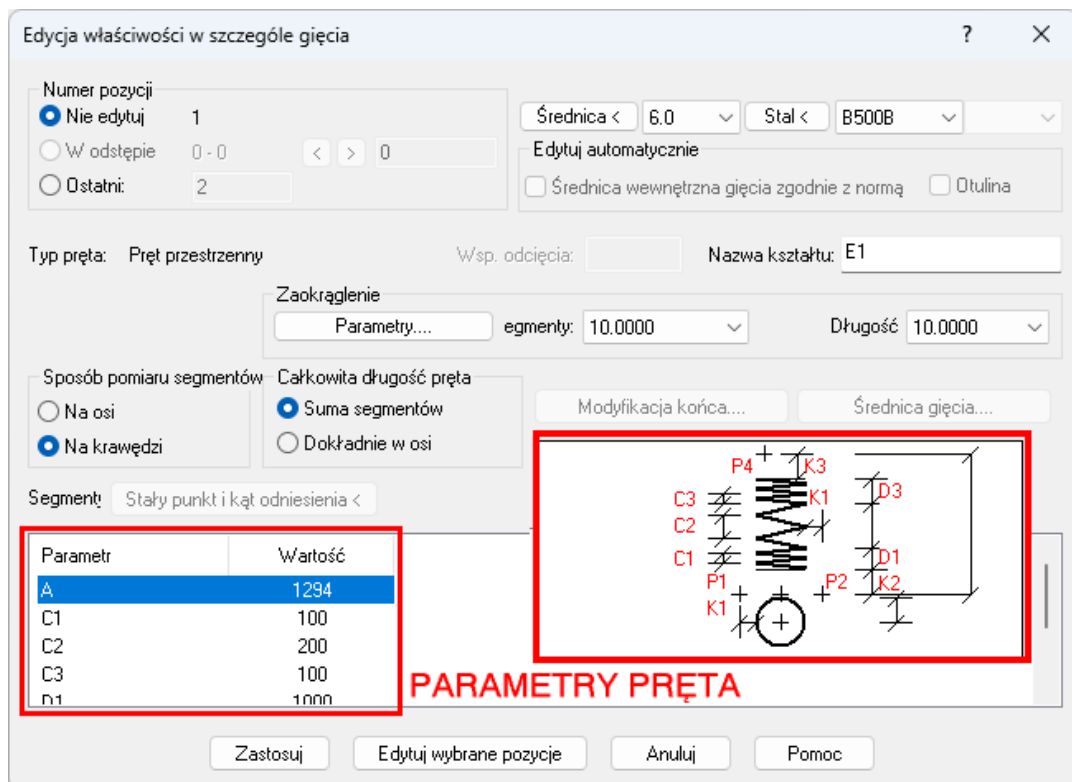 Edycja właściwości w szczególe gięcia ? ×
Numer pozycji
Nie edytuj 1
Średnica < 6.0 Stal < B500B
W odstępie 0 - 0 < > 0
Edytuj automatycznie
Ostatni: 2
Średnica wewnętrzna gięcia zgodnie z normą Otulina
Typ pręta: Pręt przestrzenny Wsp. odcięcia: Nazwa kształtu: E1
Zaokrąglenie
Parametry.... egmenty: 10.0000 Długość 10.0000
Sposób pomiaru segmentów Całkowita długość pręta
Na osi Suma segmentów
Modyfikacja końca.... Średnica gięcia....
Na krawędzi Dokładnie w osi
P4 K3
Segmenty Stały punkt i kąt odniesienia <
C3 K1 D3
C2
C1 D1
P1 P2 K2
K1
Parametr Wartość
A 1294
C1 100
C2 200
C3 100
D1 1000
PARAMETRY PRĘTA
Zastosuj Edytuj wybrane pozycje Anuluj Pomoc